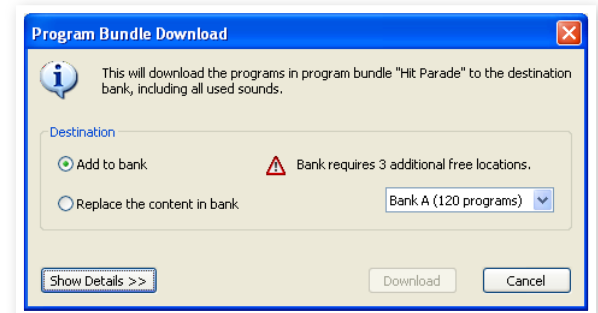 Program Bundle Download
This will download the programs in program bundle "Hit Parade" to the destination
bank, including all used sounds.
Destination
Add to bank
Bank requires 3 additional free locations.
Replace the content in bank
Bank A (120 programs)
Show Details >>
Download
Cancel